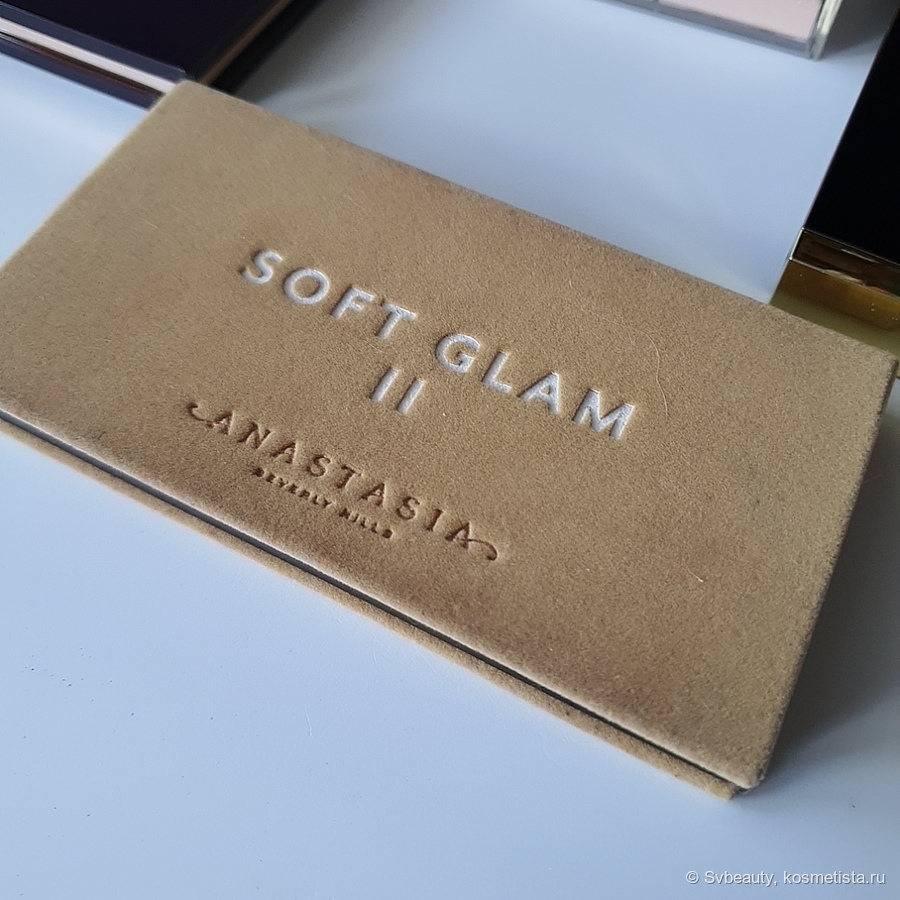 SOFT GLAM
II
ANASTASIA
BEVERLY HILLS
© Svbeauty, kosmetista.ru